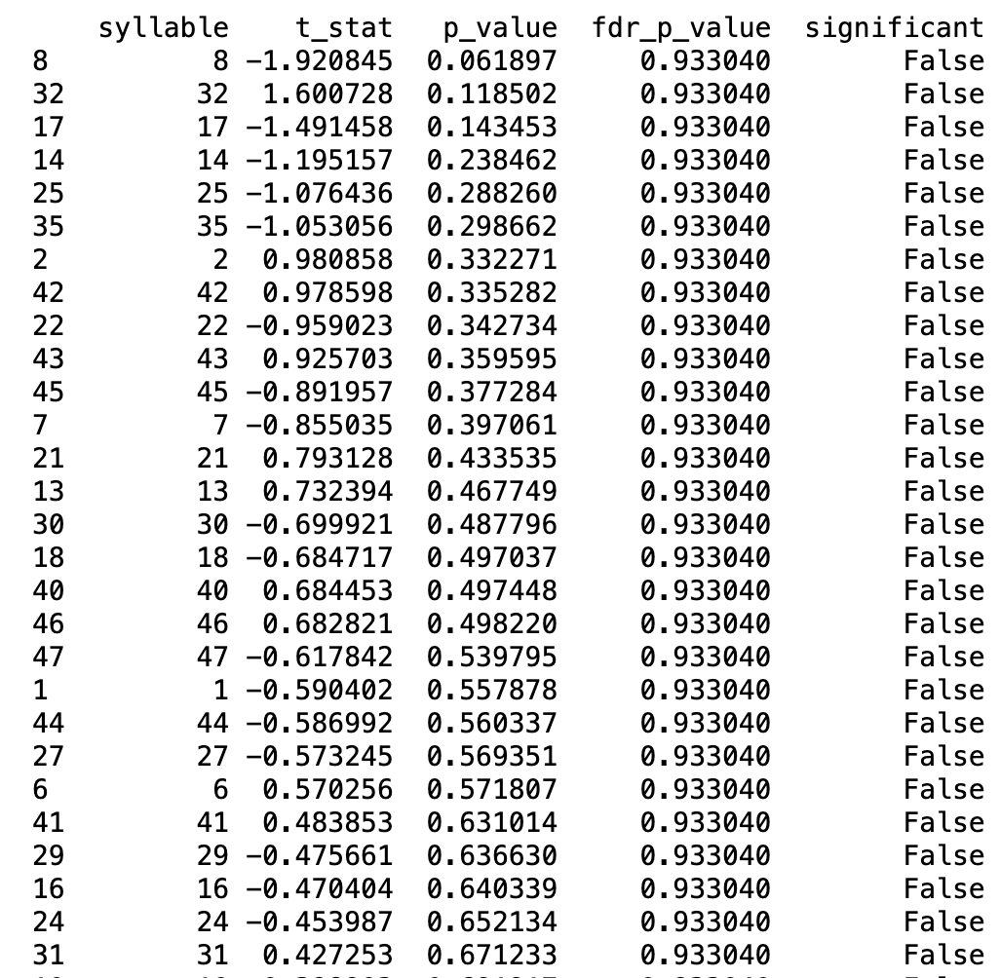 syllable t_stat p_value fdr_p_value significant
8 8 -1.920845 0.061897 0.933040 False
32 32 1.600728 0.118502 0.933040 False
17 17 -1.491458 0.143453 0.933040 False
14 14 -1.195157 0.238462 0.933040 False
25 25 -1.076436 0.288260 0.933040 False
35 35 -1.053056 0.298662 0.933040 False
2 2 0.980858 0.332271 0.933040 False
42 42 0.978598 0.335282 0.933040 False
22 22 -0.959023 0.342734 0.933040 False
43 43 0.925703 0.359595 0.933040 False
45 45 -0.891957 0.377284 0.933040 False
7 7 -0.855035 0.397061 0.933040 False
21 21 0.793128 0.433535 0.933040 False
13 13 0.732394 0.467749 0.933040 False
30 30 -0.699921 0.487796 0.933040 False
18 18 -0.684717 0.497037 0.933040 False
40 40 0.684453 0.497448 0.933040 False
46 46 0.682821 0.498220 0.933040 False
47 47 -0.617842 0.539795 0.933040 False
1 1 -0.590402 0.557878 0.933040 False
44 44 -0.586992 0.560337 0.933040 False
27 27 -0.573245 0.569351 0.933040 False
6 6 0.570256 0.571807 0.933040 False
41 41 0.483853 0.631014 0.933040 False
29 29 -0.475661 0.636630 0.933040 False
16 16 -0.470404 0.640339 0.933040 False
24 24 -0.453987 0.652134 0.933040 False
31 31 0.427253 0.671233 0.933040 False